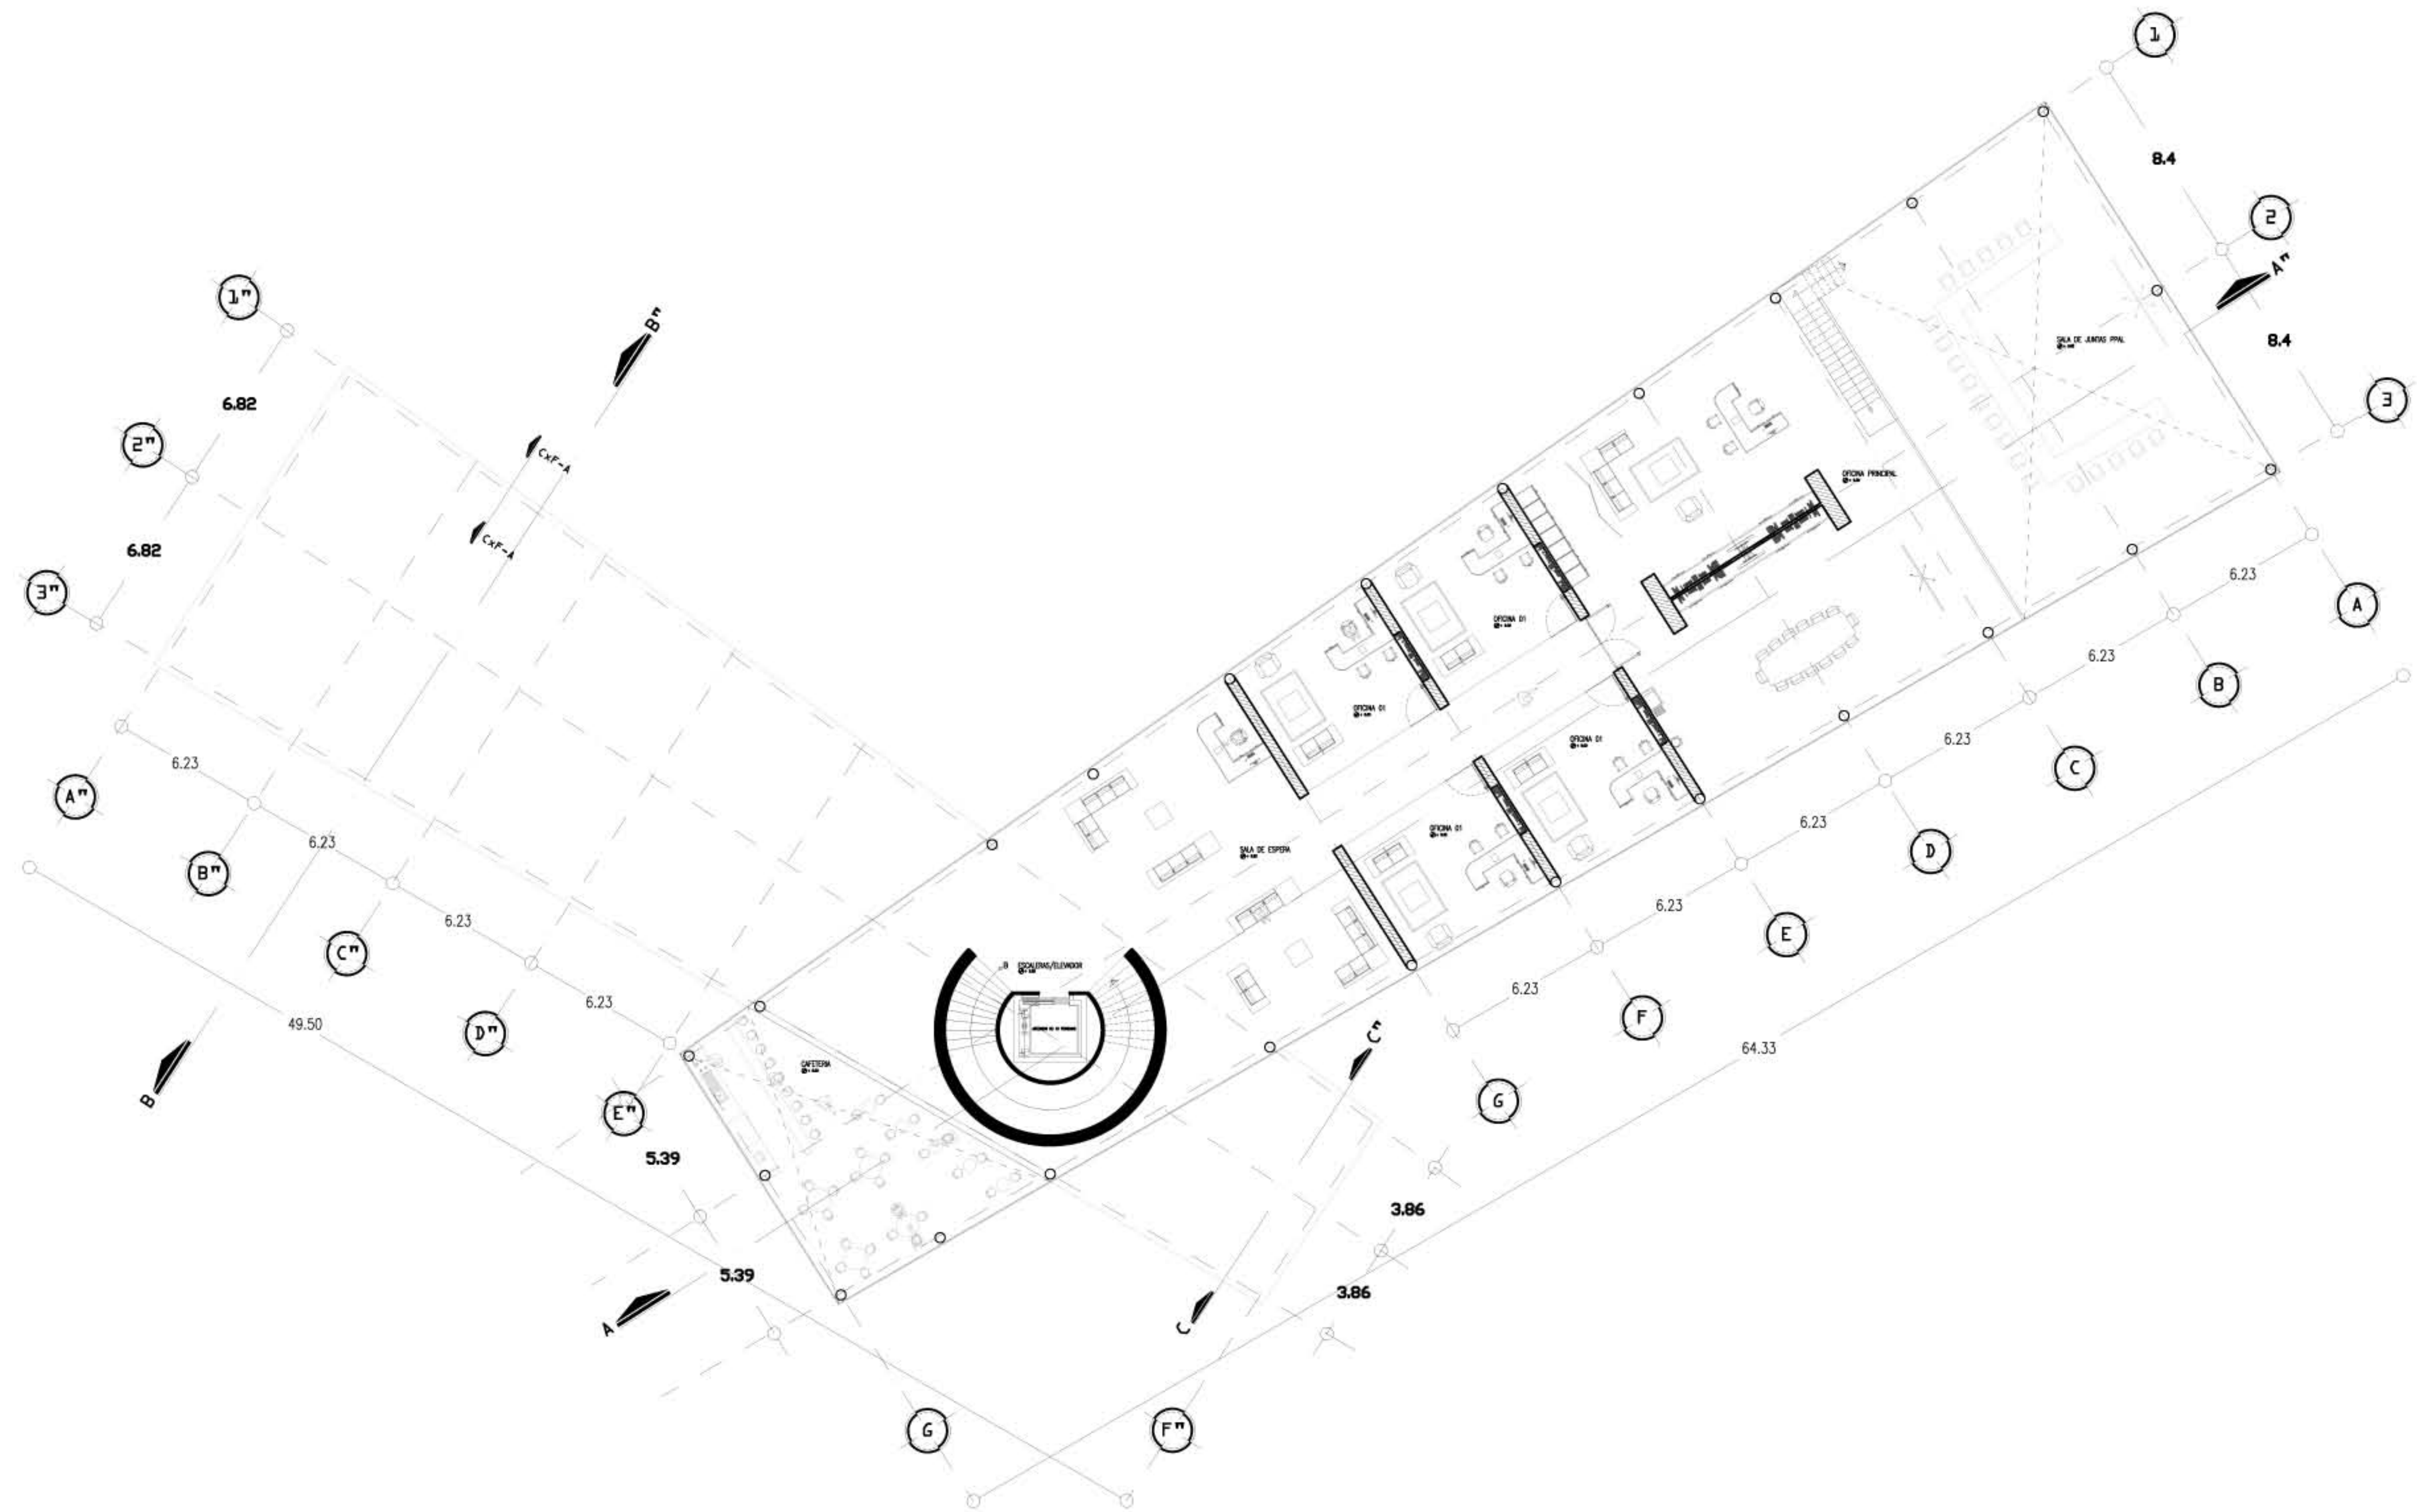 1
8.4
2
A"
8.4
3
1"
B"
6.82
2"
CxF-A
CxF-A
6.82
3"
SALA DE JUNTAS PPAL
OFICINA PRINCIPAL
6.23
A
6.23
B
OFICINA 01
OFICINA 01
6.23
C
OFICINA 01
6.23
D
OFICINA 01
6.23
E
SALA DE ESPERA
6.23
F
6.23
A"
6.23
B"
6.23
C"
6.23
D"
49.50
B
ESCALERAS/ELEVADOR
B
CAFETERIA
E"
5.39
5.39
A
6.23
G
64.33
C"
3.86
3.86
C
G
F"